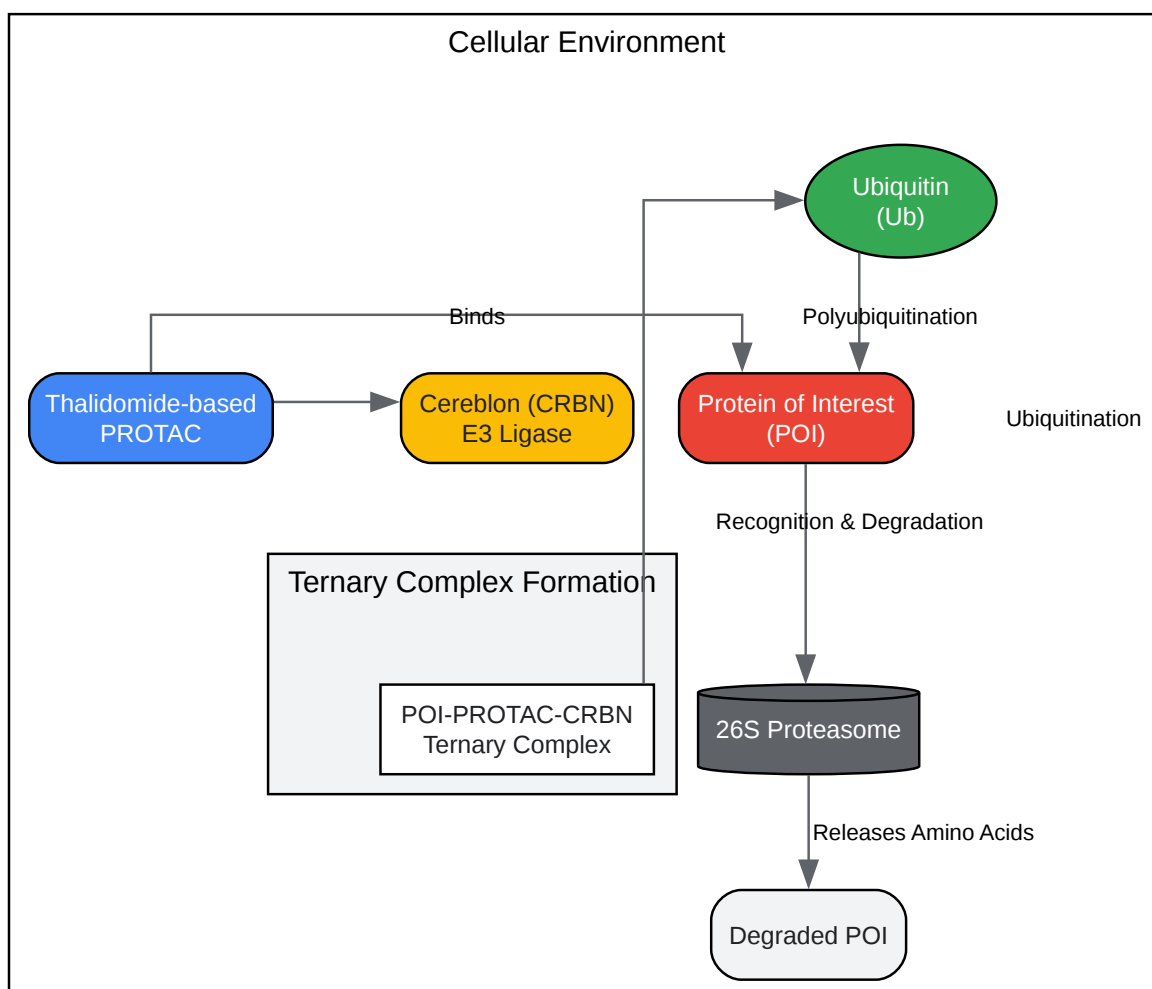 Cellular Environment
Ubiquitin
(Ub)
Binds
Polyubiquitination
Thalidomide-based
PROTAC
Cereblon (CRBN)
E3 Ligase
Protein of Interest
(POI)
Ubiquitination
Recognition & Degradation
Ternary Complex Formation
POI-PROTAC-CRBN
Ternary Complex
26S Proteasome
Releases Amino Acids
Degraded POI